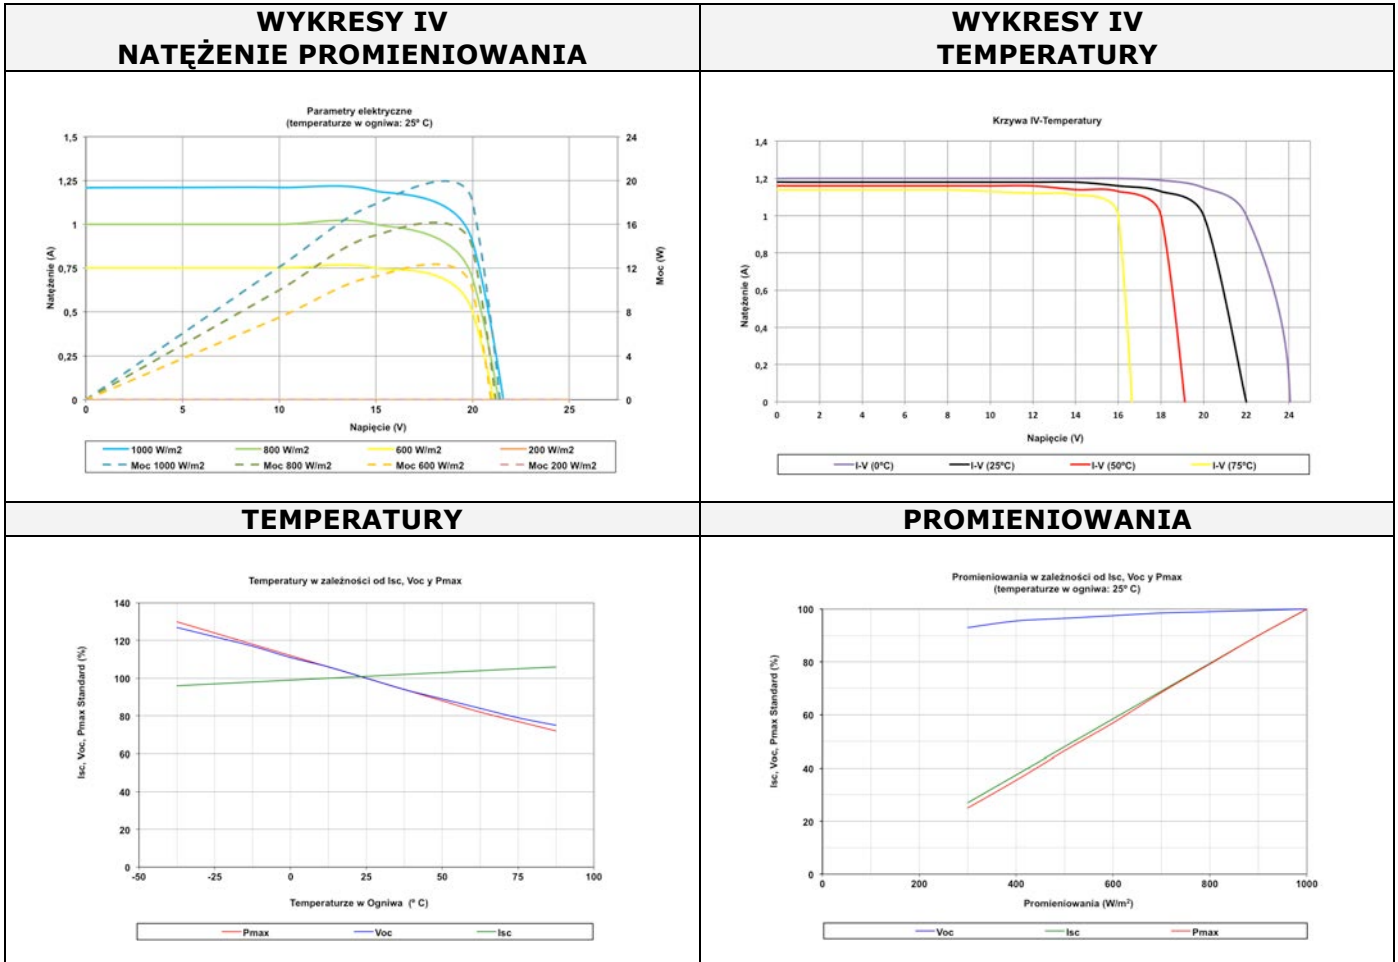 WYKRESY IV
NATĘŻENIE PROMIENIOWANIA
Parametry elektryczne
(temperaturze w ogniwa: 25º C)
1,5
1,25
1
0,75
0,5
0,25
0
24
20
16
12
8
4
0
0 5 10 15 20 25
Natężenie (A)
Moc (W)
Napięcie (V)
1000 W/m2 800 W/m2 600 W/m2 200 W/m2
Moc 1000 W/m2 Moc 800 W/m2 Moc 600 W/m2 Moc 200 W/m2
WYKRESY IV
TEMPERATURY
Krzywa IV-Temperatury
1,4
1,2
1
0,8
0,6
0,4
0,2
0
0 2 4 6 8 10 12 14 16 18 20 22 24
Natężenie (A)
Napięcie (V)
I-V (0ºC) I-V (25ºC) I-V (50ºC) I-V (75ºC)
TEMPERATURY
Temperatury w zależności od Isc, Voc y Pmax
140
120
100
80
60
40
20
0
-50 -25 0 25 50 75 100
Isc, Voc, Pmax Standard (%)
Temperaturze w Ogniwa (º C)
Pmax Voc Isc
PROMIENIOWANIA
Promieniowania w zależności od Isc, Voc y Pmax
(temperaturze w ogniwa: 25º C)
100
80
60
40
20
0
0 200 400 600 800 1000
Isc, Voc, Pmax Standard (%)
Promieniowania (W/m²)
Voc Isc Pmax